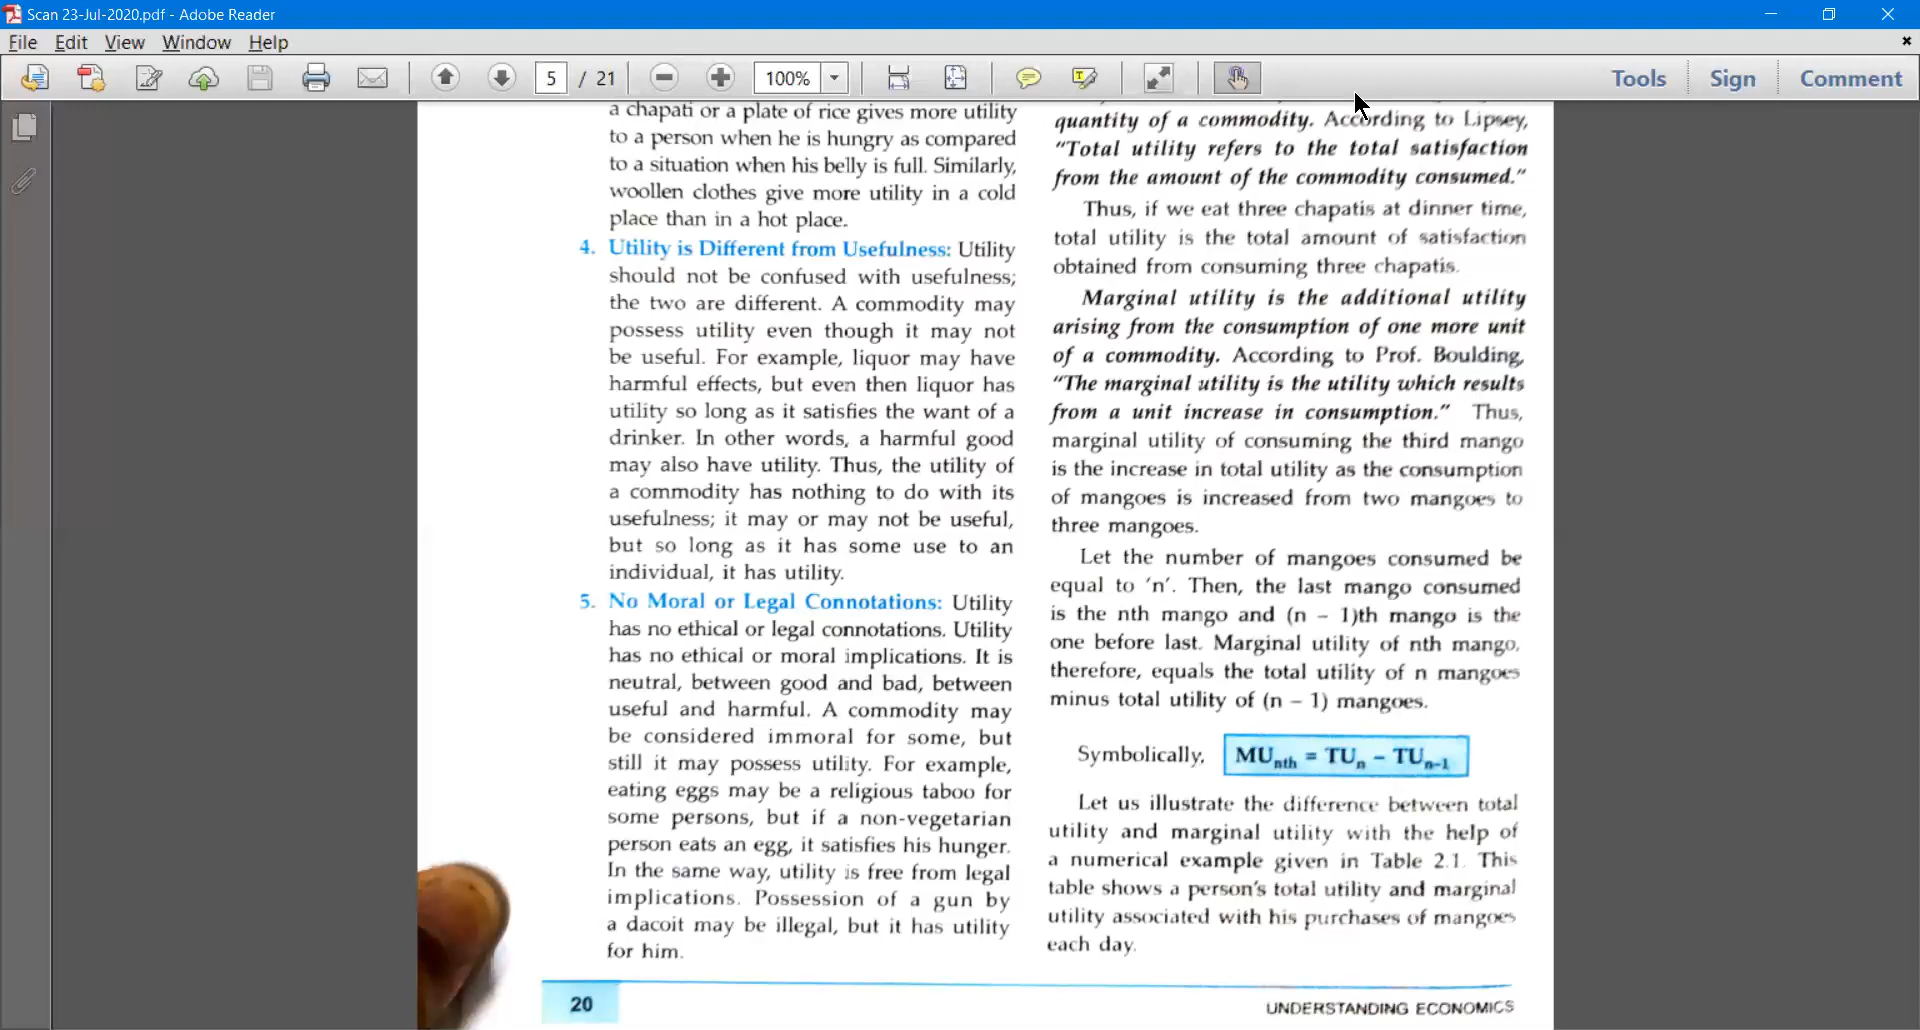 Scan 23-Jul-2020.pdf - Adobe Reader
File Edit View Window Help
5 / 21
100%
Tools Sign Comment
a chapati or a plate of rice gives more utility
to a person when he is hungry as compared
to a situation when his belly is full. Similarly,
woollen clothes give more utility in a cold
place than in a hot place.
4. Utility is Different from Usefulness: Utility
should not be confused with usefulness;
the two are different. A commodity may
possess utility even though it may not
be useful. For example, liquor may have
harmful effects, but even then liquor has
utility so long as it satisfies the want of a
drinker. In other words, a harmful good
may also have utility. Thus, the utility of
a commodity has nothing to do with its
usefulness; it may or may not be useful,
but so long as it has some use to an
individual, it has utility.
5. No Moral or Legal Connotations: Utility
has no ethical or legal connotations. Utility
has no ethical or moral implications. It is
neutral, between good and bad, between
useful and harmful. A commodity may
be considered immoral for some, but
still it may possess utility. For example,
eating eggs may be a religious taboo for
some persons, but if a non-vegetarian
person eats an egg, it satisfies his hunger.
In the same way, utility is free from legal
implications. Possession of a gun by
a dacoit may be illegal, but it has utility
for him.
quantity of a commodity. According to Lipsey,
"Total utility refers to the total satisfaction
from the amount of the commodity consumed."
Thus, if we eat three chapatis at dinner time,
total utility is the total amount of satisfaction
obtained from consuming three chapatis.
Marginal utility is the additional utility
arising from the consumption of one more unit
of a commodity. According to Prof. Boulding,
"The marginal utility is the utility which results
from a unit increase in consumption." Thus,
marginal utility of consuming the third mango
is the increase in total utility as the consumption
of mangoes is increased from two mangoes to
three mangoes.
Let the number of mangoes consumed be
equal to 'n'. Then, the last mango consumed
is the nth mango and (n – 1)th mango is the
one before last. Marginal utility of nth mango,
therefore, equals the total utility of n mangoes
minus total utility of (n – 1) mangoes.
Symbolically, MUnth = TUn – TUn–1
Let us illustrate the difference between total
utility and marginal utility with the help of
a numerical example given in Table 2.1. This
table shows a person's total utility and marginal
utility associated with his purchases of mangoes
each day.
20
UNDERSTANDING ECONOMICS